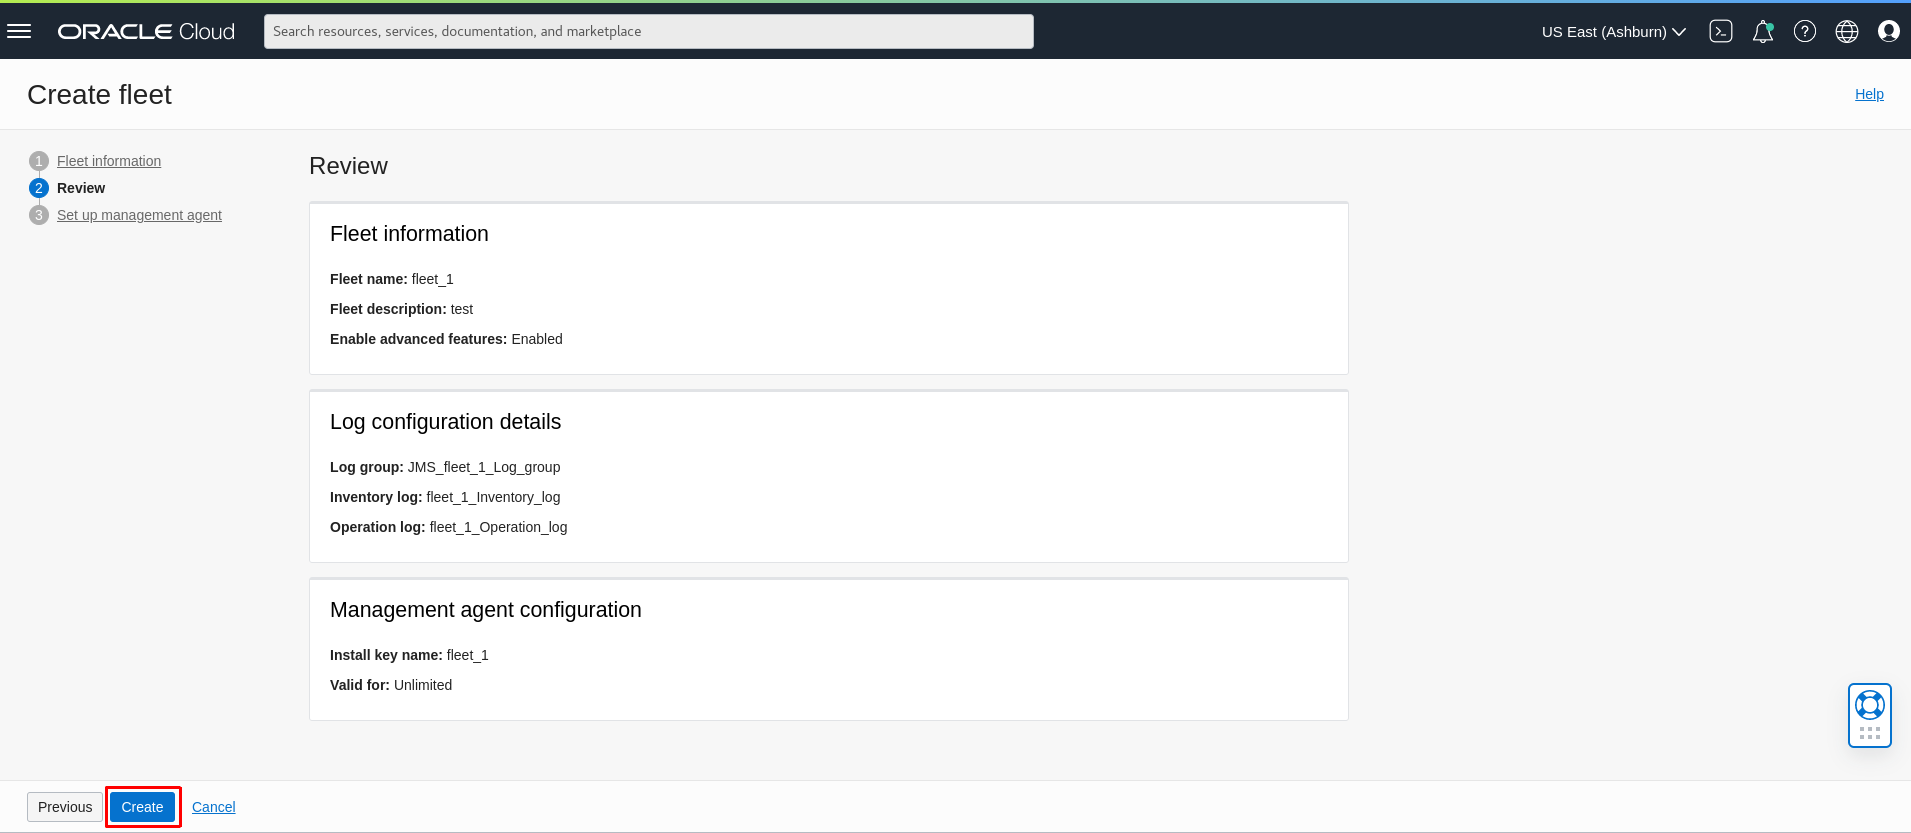 ORACLE Cloud
Search resources, services, documentation, and marketplace
US East (Ashburn)
Create fleet
Help
1 Fleet information
2 Review
3 Set up management agent
Review
Fleet information
Fleet name: fleet_1
Fleet description: test
Enable advanced features: Enabled
Log configuration details
Log group: JMS_fleet_1_Log_group
Inventory log: fleet_1_Inventory_log
Operation log: fleet_1_Operation_log
Management agent configuration
Install key name: fleet_1
Valid for: Unlimited
Previous Create Cancel